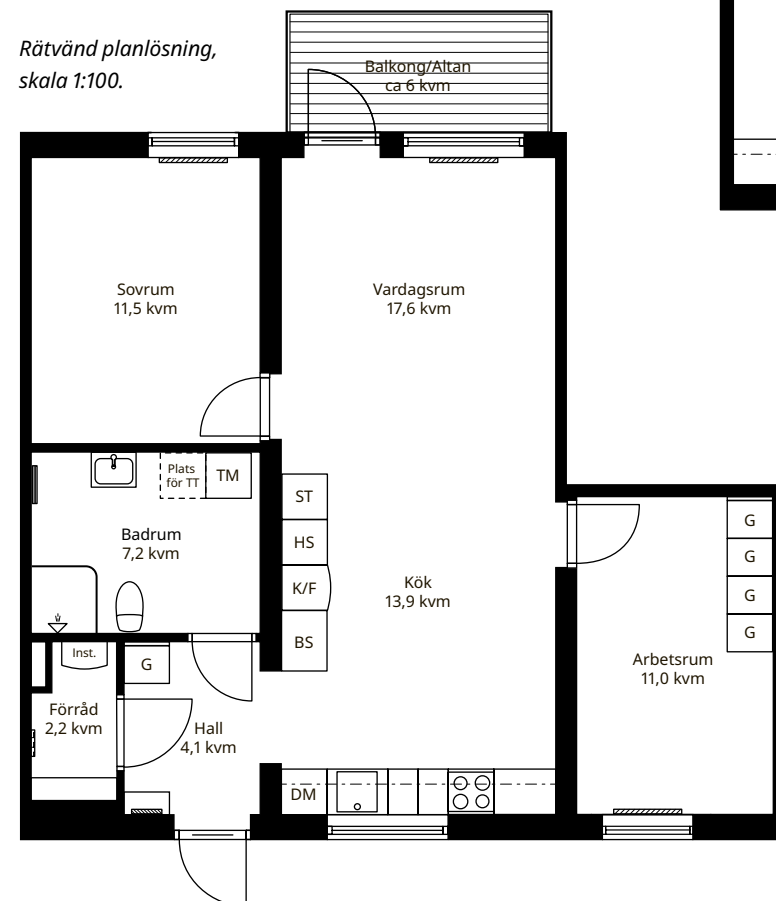 Rätvänd planlösning,
skala 1:100.
Balkong/Altan
ca 6 kvm
Sovrum
11,5 kvm
Vardagsrum
17,6 kvm
Plats
för TT
TM
ST
HS
K/F
BS
Badrum
7,2 kvm
Kök
13,9 kvm
G
G
G
G
Arbetsrum
11,0 kvm
Inst.
G
Förråd
2,2 kvm
Hall
4,1 kvm
DM